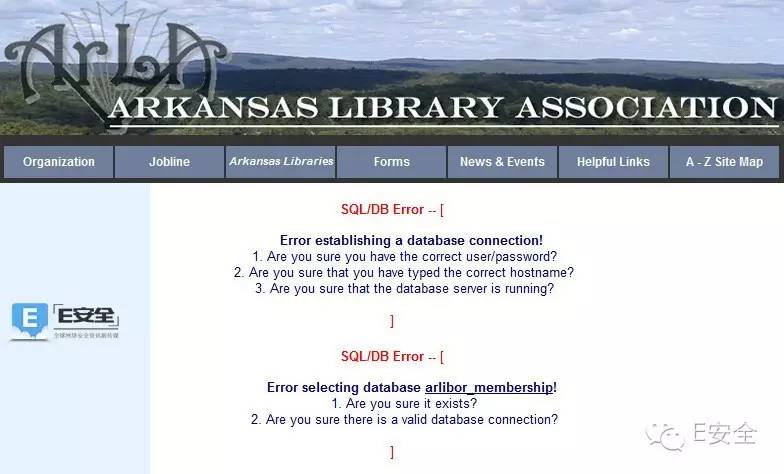 ArLA
ARKANSAS LIBRARY ASSOCIATION
Organization
Jobline
Arkansas Libraries
Forms
News & Events
Helpful Links
A - Z Site Map
SQL/DB Error -- [
Error establishing a database connection!
1. Are you sure you have the correct user/password?
2. Are you sure that you have typed the correct hostname?
3. Are you sure that the database server is running?
]
SQL/DB Error -- [
Error selecting database arlibor_membership!
1. Are you sure it exists?
2. Are you sure there is a valid database connection?
]
E「E安全」
E安全